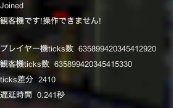 Joined
観客機です!操作できません!
プレイヤー機ticks数 635899420345412920
観客機ticks数 635899420345415330
ticks差分 2410
遅延時間 0.241秒